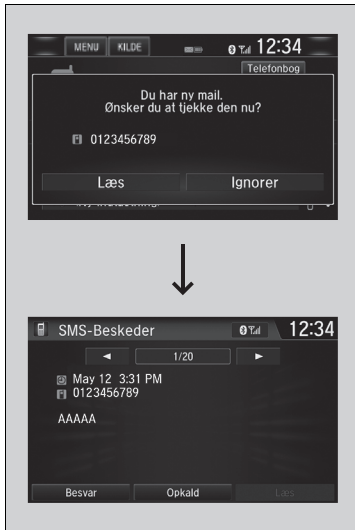 MENU KILDE 12:34
Telefonbog
Du har ny mail.
Ønsker du at tjekke den nu?
0123456789
Læs Ignorer
SMS-Beskeder 12:34
◄ 1/20 ►
May 12 3:31 PM
0123456789
AAAAA
Besvar Opkald Læs